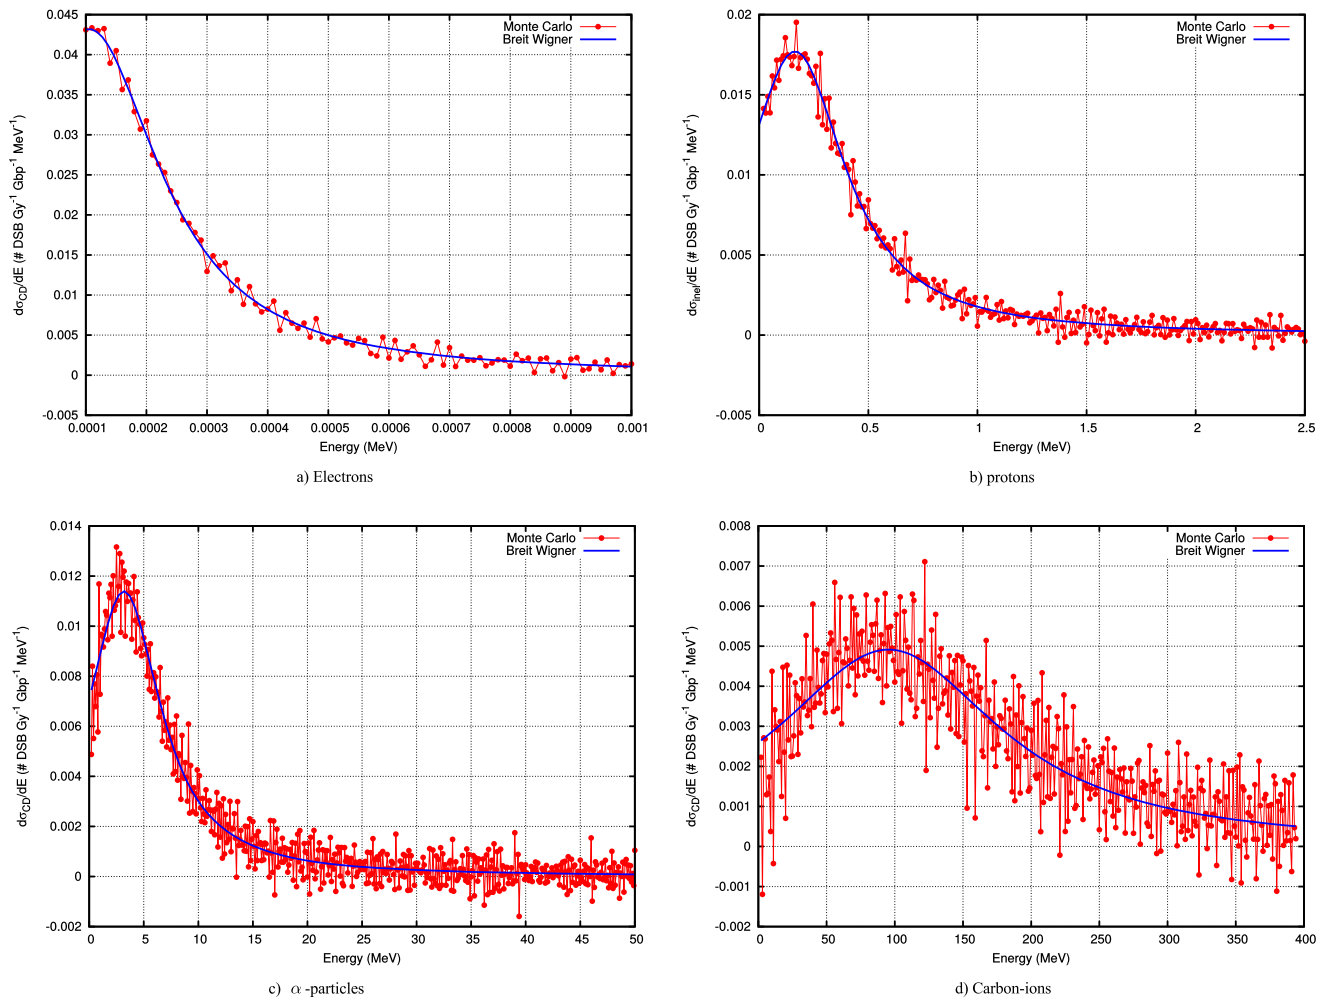 0.045
0.04
0.035
0.03
0.025
0.02
0.015
0.01
0.005
0
-0.005
dσCD/dE (# DSB Gy-1 Gbp-1 MeV-1)
Monte Carlo
Breit Wigner
0.0001 0.0002 0.0003 0.0004 0.0005 0.0006 0.0007 0.0008 0.0009 0.001
Energy (MeV)
a) Electrons
0.02
0.015
0.01
0.005
0
-0.005
dσinel/dE (# DSB Gy-1 Gbp-1 MeV-1)
Monte Carlo
Breit Wigner
0 0.5 1 1.5 2 2.5
Energy (MeV)
b) protons
0.014
0.012
0.01
0.008
0.006
0.004
0.002
0
-0.002
dσCD/dE (# DSB Gy-1 Gbp-1 MeV-1)
Monte Carlo
Breit Wigner
0 5 10 15 20 25 30 35 40 45 50
Energy (MeV)
c) α -particles
0.008
0.007
0.006
0.005
0.004
0.003
0.002
0.001
0
-0.001
-0.002
dσCD/dE (# DSB Gy-1 Gbp-1 MeV-1)
Monte Carlo
Breit Wigner
0 50 100 150 200 250 300 350 400
Energy (MeV)
d) Carbon-ions